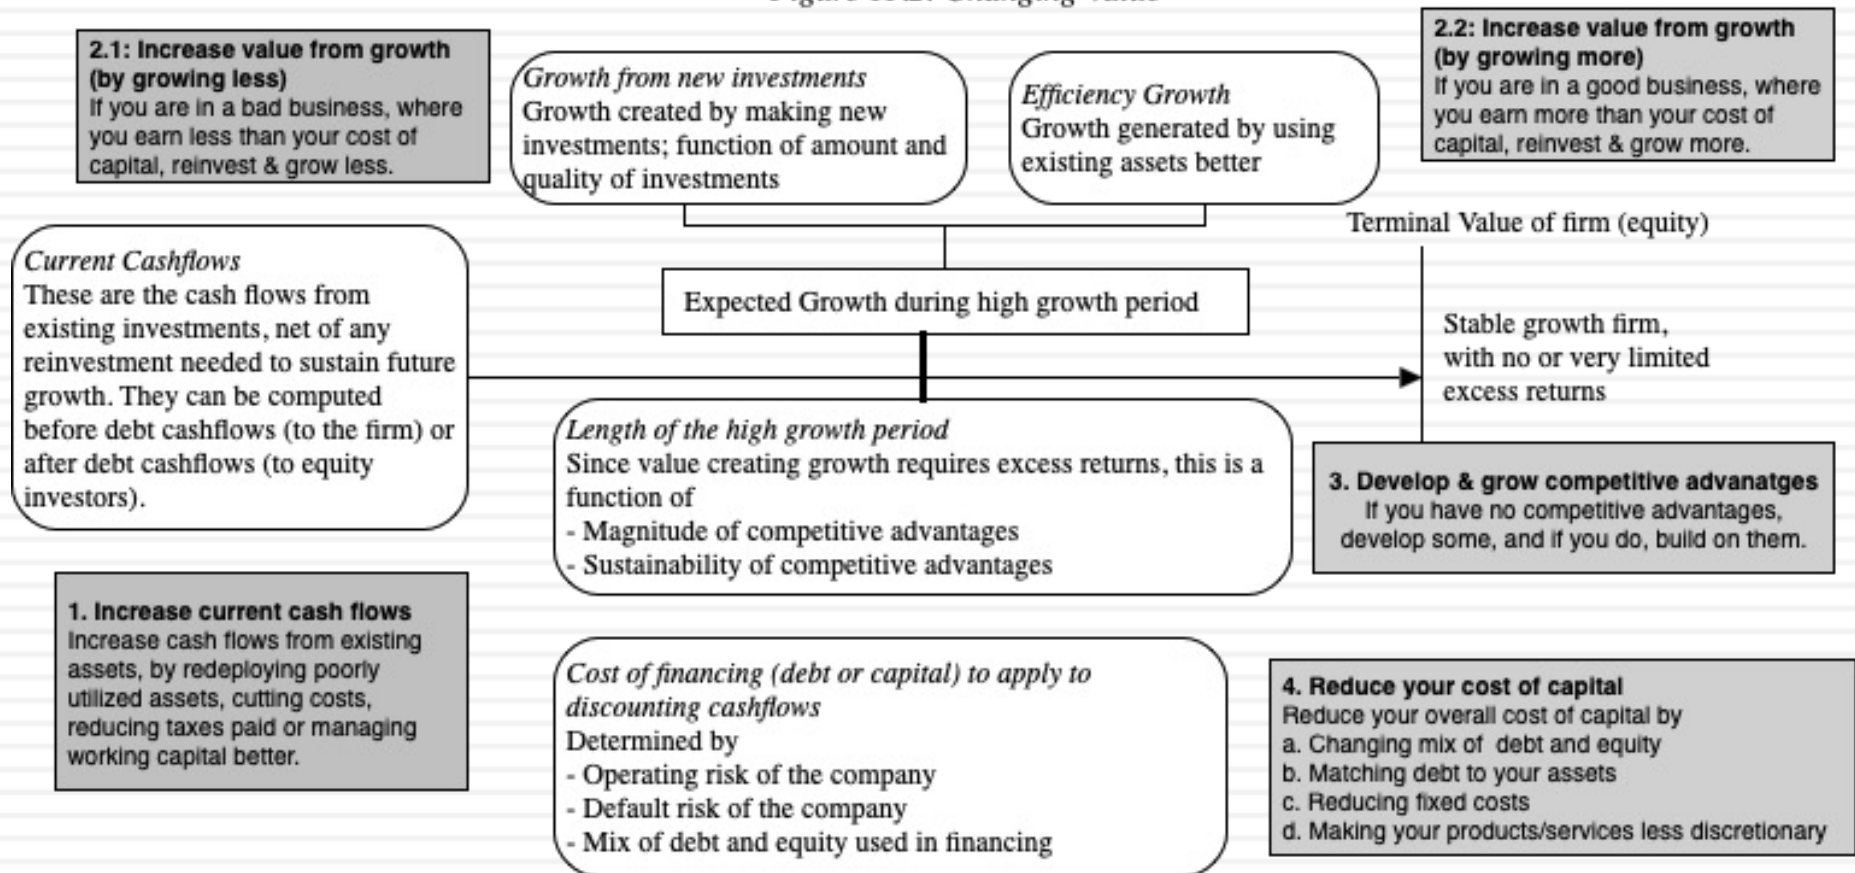 2.1: Increase value from growth
(by growing less)
If you are in a bad business, where
you earn less than your cost of
capital, reinvest & grow less.
Growth from new investments
Growth created by making new
investments; function of amount and
quality of investments
Efficiency Growth
Growth generated by using
existing assets better
2.2: Increase value from growth
(by growing more)
If you are in a good business, where
you earn more than your cost of
capital, reinvest & grow more.
Terminal Value of firm (equity)
Current Cashflows
These are the cash flows from
existing investments, net of any
reinvestment needed to sustain future
growth. They can be computed
before debt cashflows (to the firm) or
after debt cashflows (to equity
investors).
Expected Growth during high growth period
Stable growth firm,
with no or very limited
excess returns
Length of the high growth period
Since value creating growth requires excess returns, this is a
function of
- Magnitude of competitive advantages
- Sustainability of competitive advantages
3. Develop & grow competitive advanatges
If you have no competitive advantages,
develop some, and if you do, build on them.
1. Increase current cash flows
Increase cash flows from existing
assets, by redeploying poorly
utilized assets, cutting costs,
reducing taxes paid or managing
working capital better.
Cost of financing (debt or capital) to apply to
discounting cashflows
Determined by
- Operating risk of the company
- Default risk of the company
- Mix of debt and equity used in financing
4. Reduce your cost of capital
Reduce your overall cost of capital by
a. Changing mix of debt and equity
b. Matching debt to your assets
c. Reducing fixed costs
d. Making your products/services less discretionary